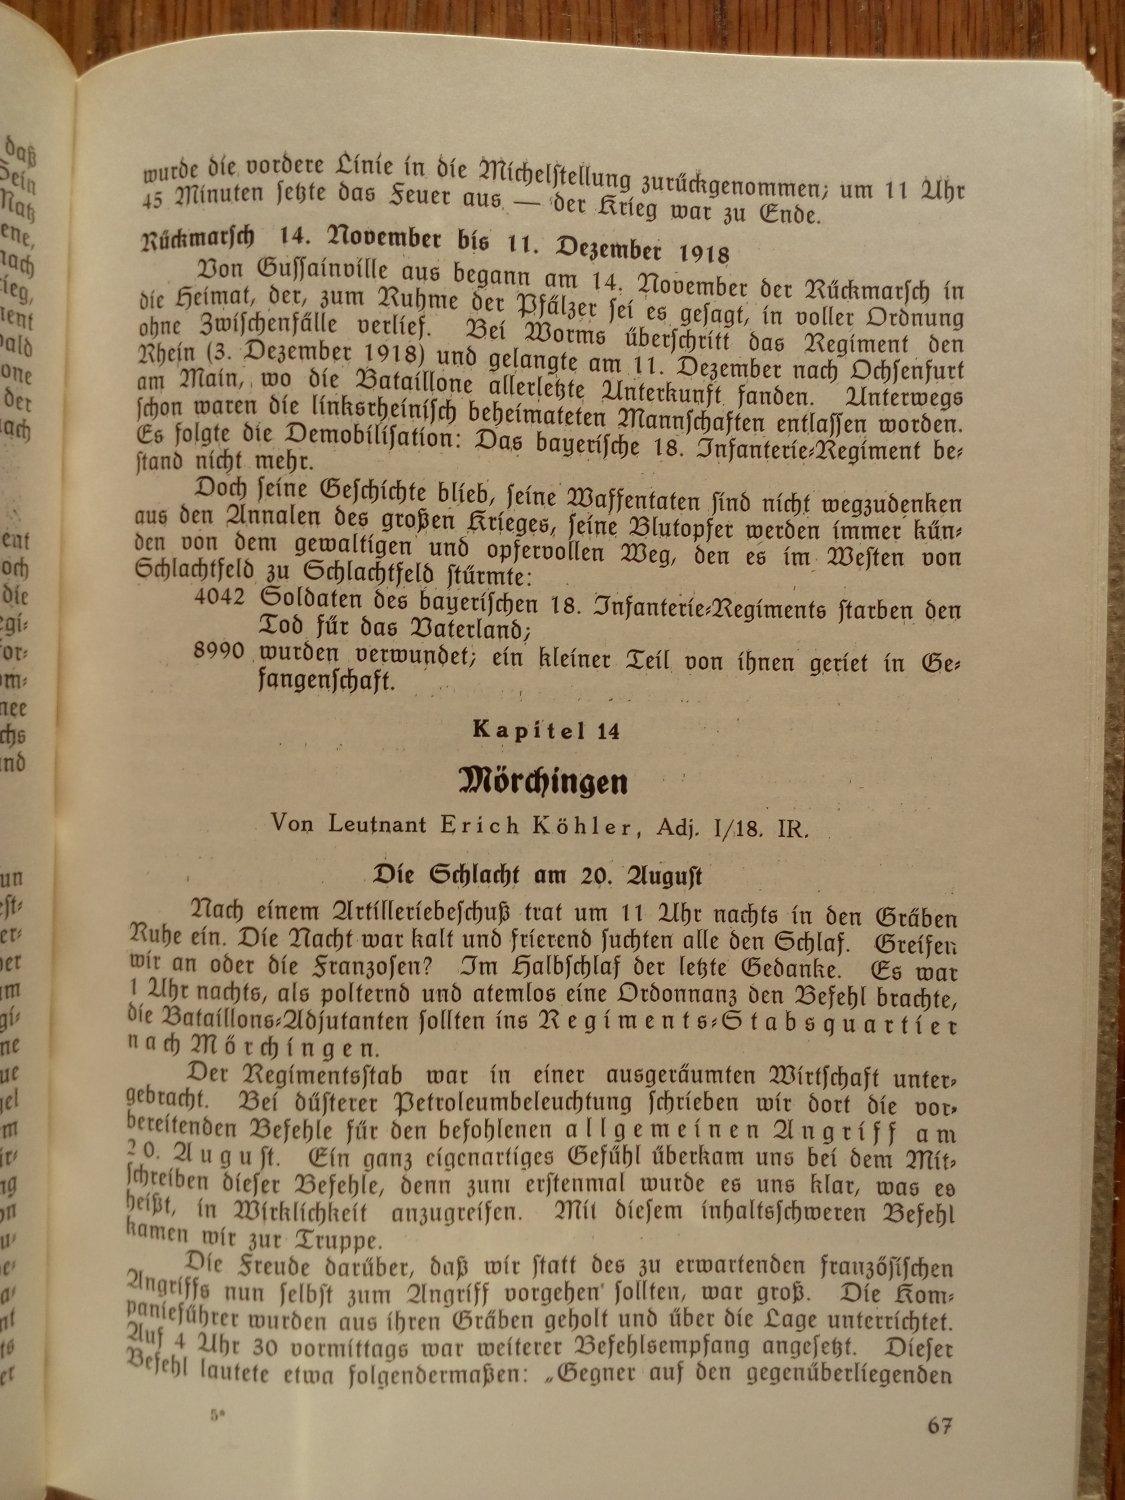 wurde die vordere Linie in die Michelstellung zurückgenommen; um 11 Uhr
45 Minuten setzte das Feuer aus — der Krieg war zu Ende.
Rückmarsch 14. November bis 11. Dezember 1918
Von Gussainville aus begann am 14. November der Rückmarsch in
die Heimat, der, zum Ruhme der Pfälzer sei es gesagt, in voller Ordnung
ohne Zwischenfälle verlief. Bei Worms überschritt das Regiment den
Rhein (3. Dezember 1918) und gelangte am 11. Dezember nach Ochsenfurt
am Main, wo die Bataillone allerletzte Unterkunft fanden. Unterwegs
schon waren die linksrheinisch beheimateten Mannschaften entlassen worden.
Es folgte die Demobilisation: Das bayerische 18. Infanterie-Regiment be-
stand nicht mehr.
Doch seine Geschichte blieb, seine Waffentaten sind nicht wegzudenken
aus den Annalen des großen Krieges, seine Blutopfer werden immer kün-
den von dem gewaltigen und opfervollen Weg, den es im Westen von
Schlachtfeld zu Schlachtfeld stürmte:
4042 Soldaten des bayerischen 18. Infanterie-Regiments starben den
Tod für das Vaterland;
8990 wurden verwundet; ein kleiner Teil von ihnen geriet in Ge-
fangenschaft.
Kapitel 14
Mörchingen
Von Leutnant Erich Köhler, Adj. I/18. IR.
Die Schlacht am 20. August
Nach einem Artilleriebeschuß trat um 11 Uhr nachts in den Gräben
Ruhe ein. Die Nacht war kalt und frierend suchten alle den Schlaf. Greifen
wir an oder die Franzosen? Im Halbschlaf der letzte Gedanke. Es war
1 Uhr nachts, als polternd und atemlos eine Ordonnanz den Befehl brachte,
die Bataillons-Adjutanten sollten ins Regiments-Stabsquartier
nach Mörchingen.
Der Regimentsstab war in einer ausgeräumten Wirtschaft unter-
gebracht. Bei düsterer Petroleumbeleuchtung schrieben wir dort die vor-
bereitenden Befehle für den befohlenen allgemeinen Angriff am
20. August. Ein ganz eigenartiges Gefühl überkam uns bei dem Mit-
schreiben dieser Befehle, denn zum erstenmal wurde es uns klar, was es
heißt, in Wirklichkeit anzugreifen. Mit diesem inhaltsschweren Befehl
kamen wir zur Truppe.
Die Freude darüber, daß wir statt des zu erwartenden französischen
Angriffs nun selbst zum Angriff vorgehen sollten, war groß. Die Kom-
panieführer wurden aus ihren Gräben geholt und über die Lage unterrichtet.
Auf 4 Uhr 30 vormittags war weiterer Befehlsempfang angesetzt. Dieser
Befehl lautete etwa folgendermaßen: „Gegner auf den gegenüberliegenden
5*
67